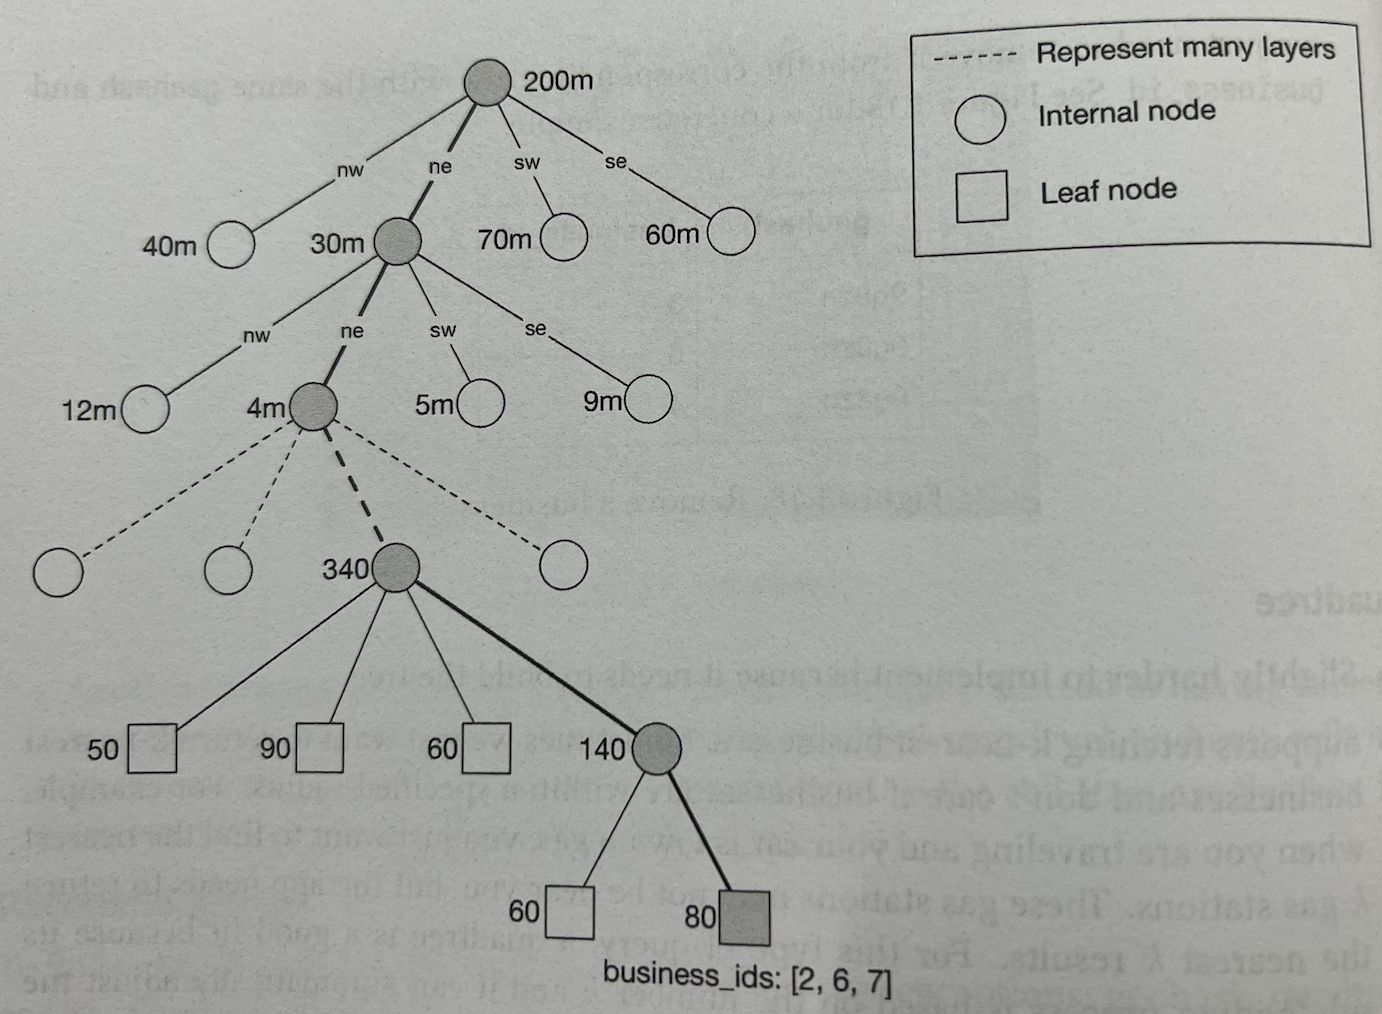 200m
Represent many layers
Internal node
Leaf node
nw
ne
sw
se
40m
30m
70m
60m
nw
ne
sw
se
12m
4m
5m
9m
340
50
90
60
140
60
80
business_ids: [2, 6, 7]